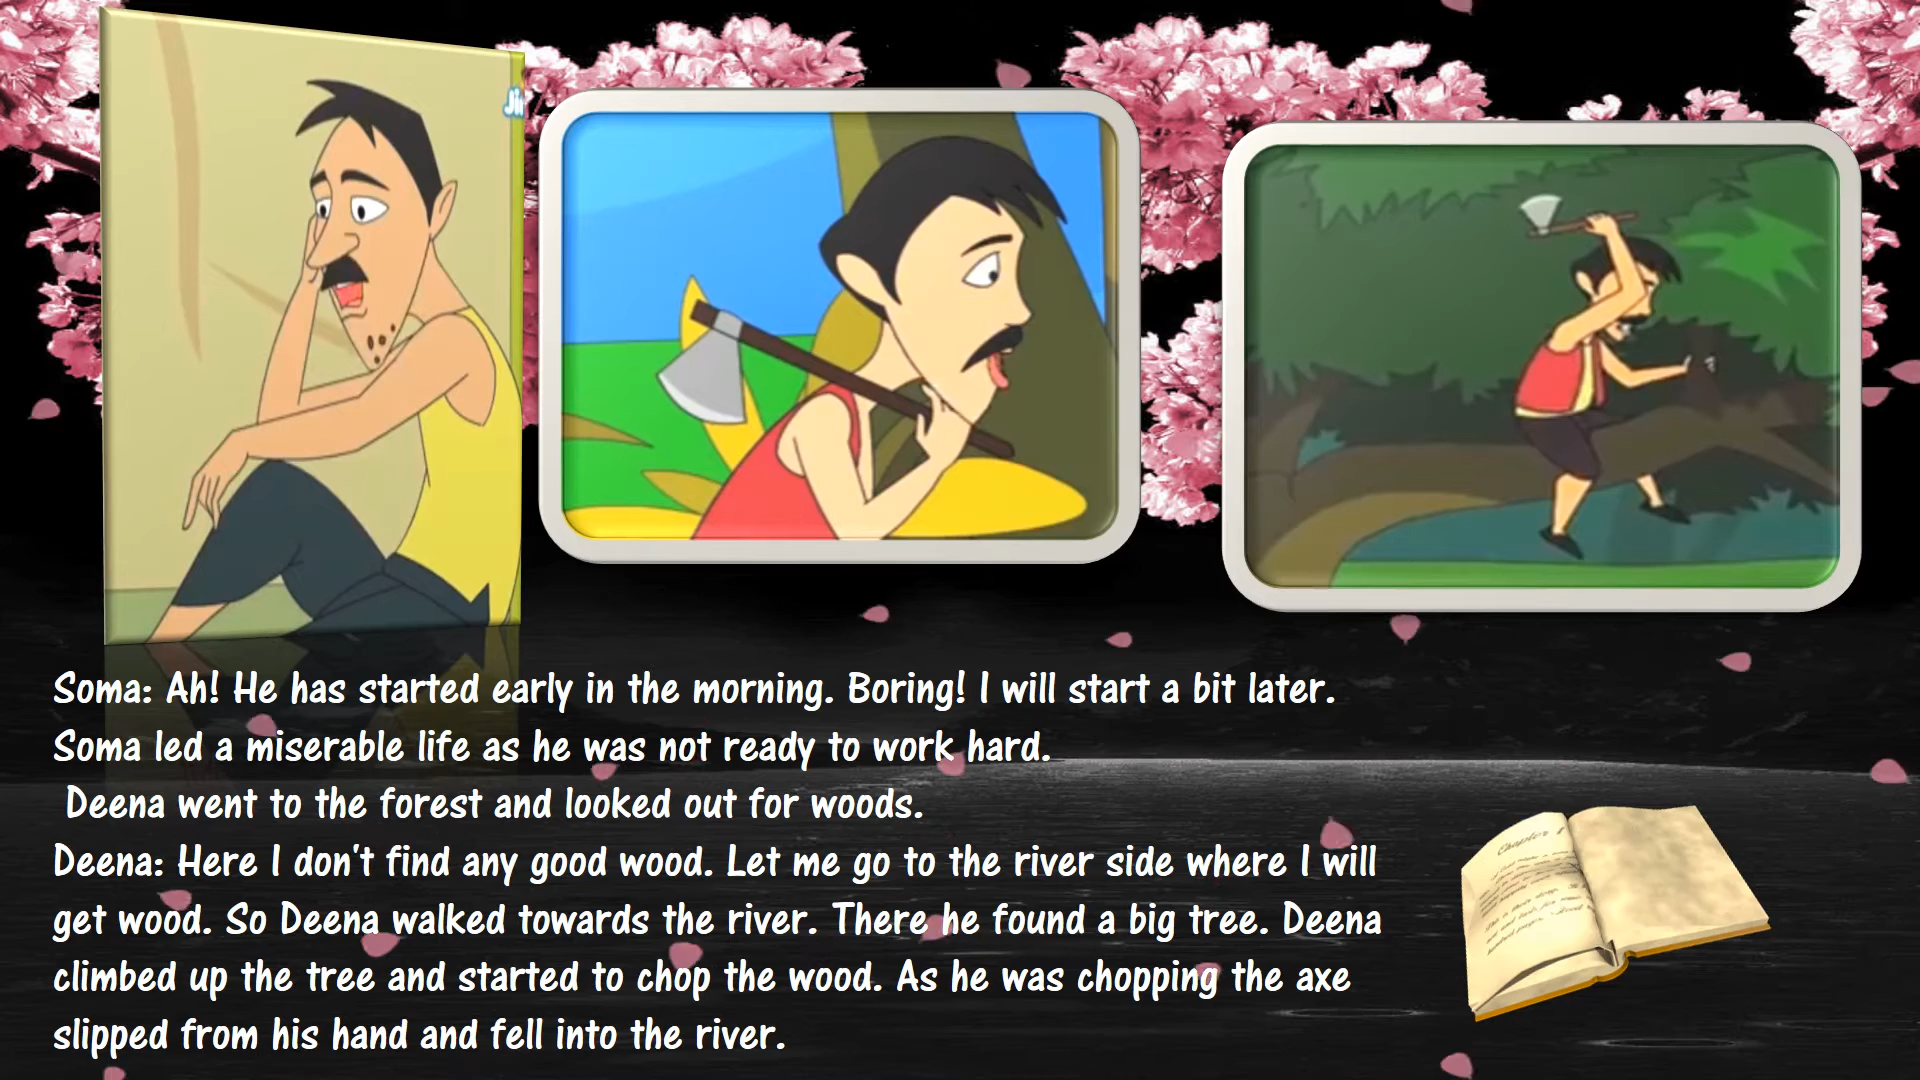 Ji
Soma: Ah! He has started early in the morning. Boring! I will start a bit later.
Soma led a miserable life as he was not ready to work hard.
Deena went to the forest and looked out for woods.
Deena: Here I don't find any good wood. Let me go to the river side where I will
get wood. So Deena walked towards the river. There he found a big tree. Deena
climbed up the tree and started to chop the wood. As he was chopping the axe
slipped from his hand and fell into the river.
Chapter 1